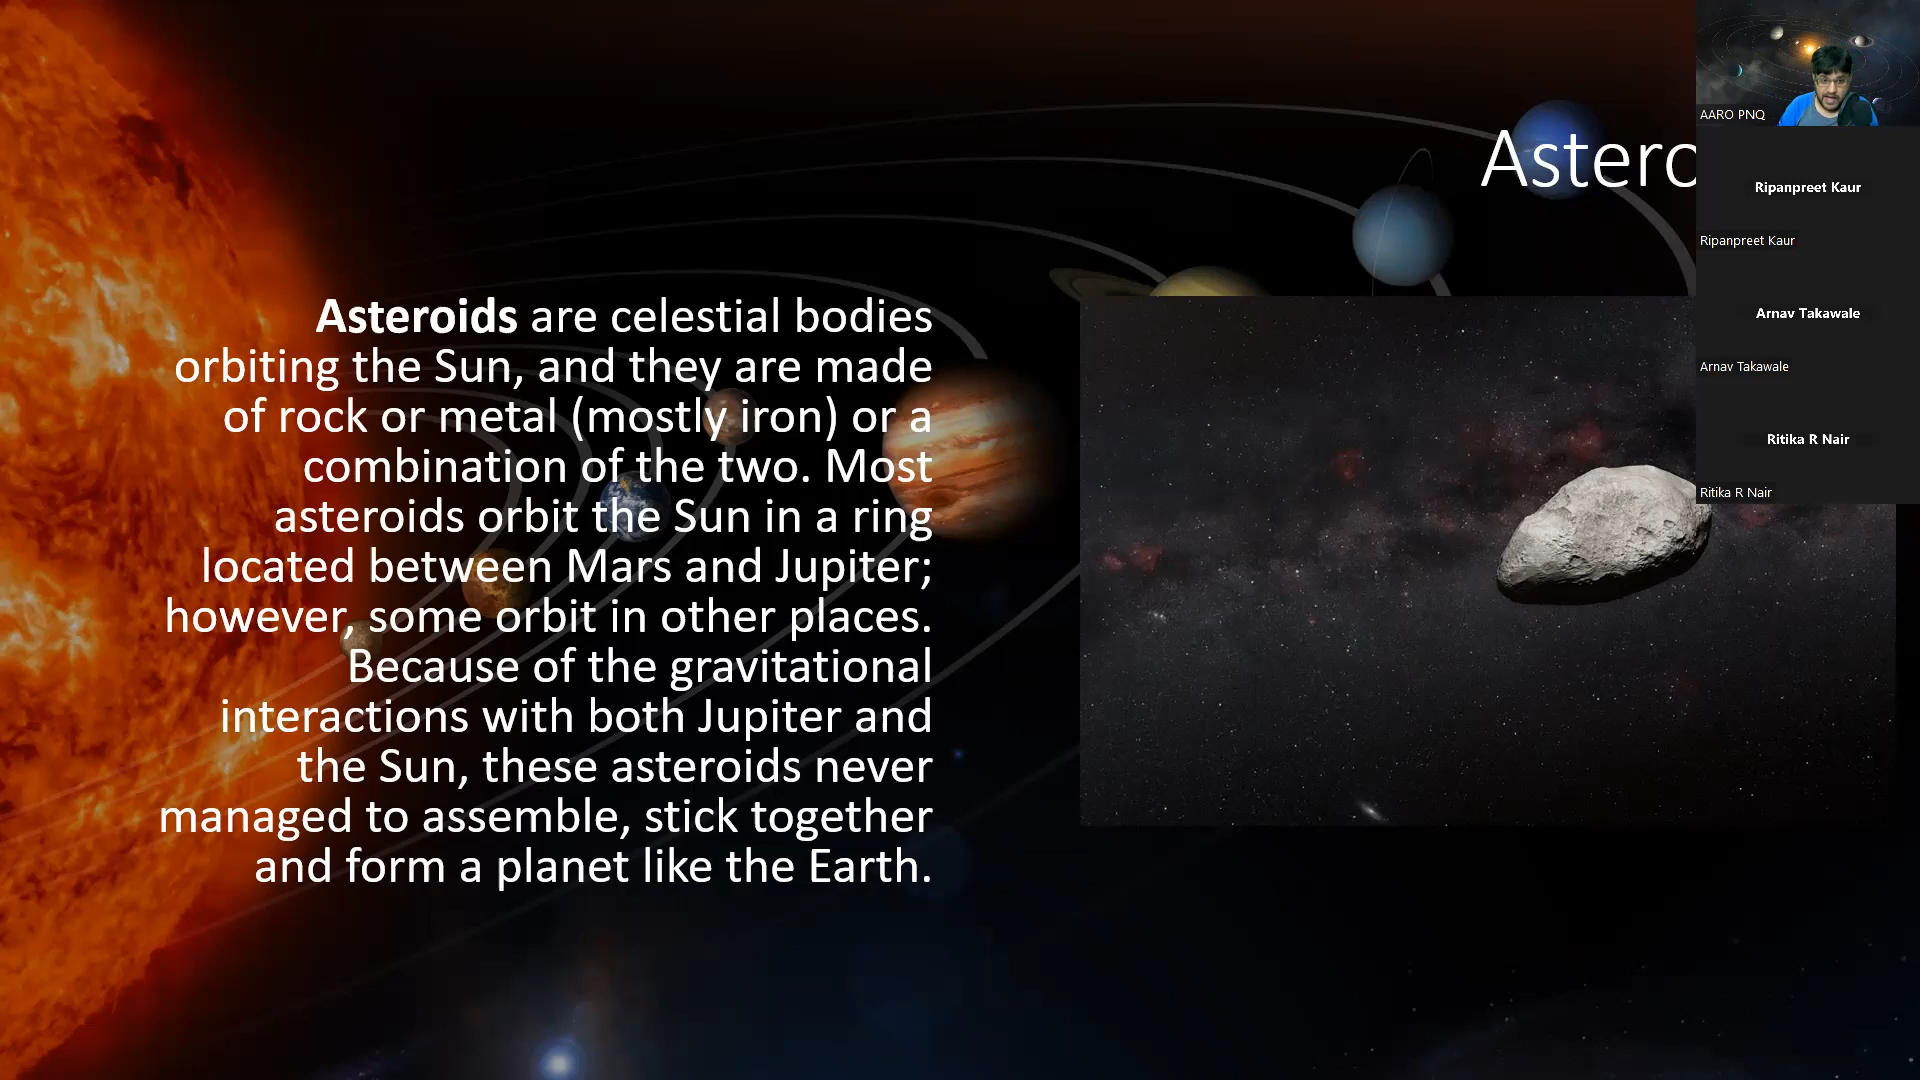 Astero
Asteroids are celestial bodies
orbiting the Sun, and they are made
of rock or metal (mostly iron) or a
combination of the two. Most
asteroids orbit the Sun in a ring
located between Mars and Jupiter;
however, some orbit in other places.
Because of the gravitational
interactions with both Jupiter and
the Sun, these asteroids never
managed to assemble, stick together
and form a planet like the Earth.
AARO PNQ
Ripanpreet Kaur
Ripanpreet Kaur
Arnav Takawale
Arnav Takawale
Ritika R Nair
Ritika R Nair